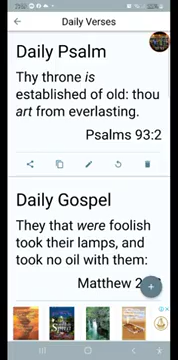 Daily Verses
Daily Psalm
Thy throne is
established of old: thou
art from everlasting.
Psalms 93:2
Daily Gospel
They that were foolish
took their lamps, and
took no oil with them:
Matthew